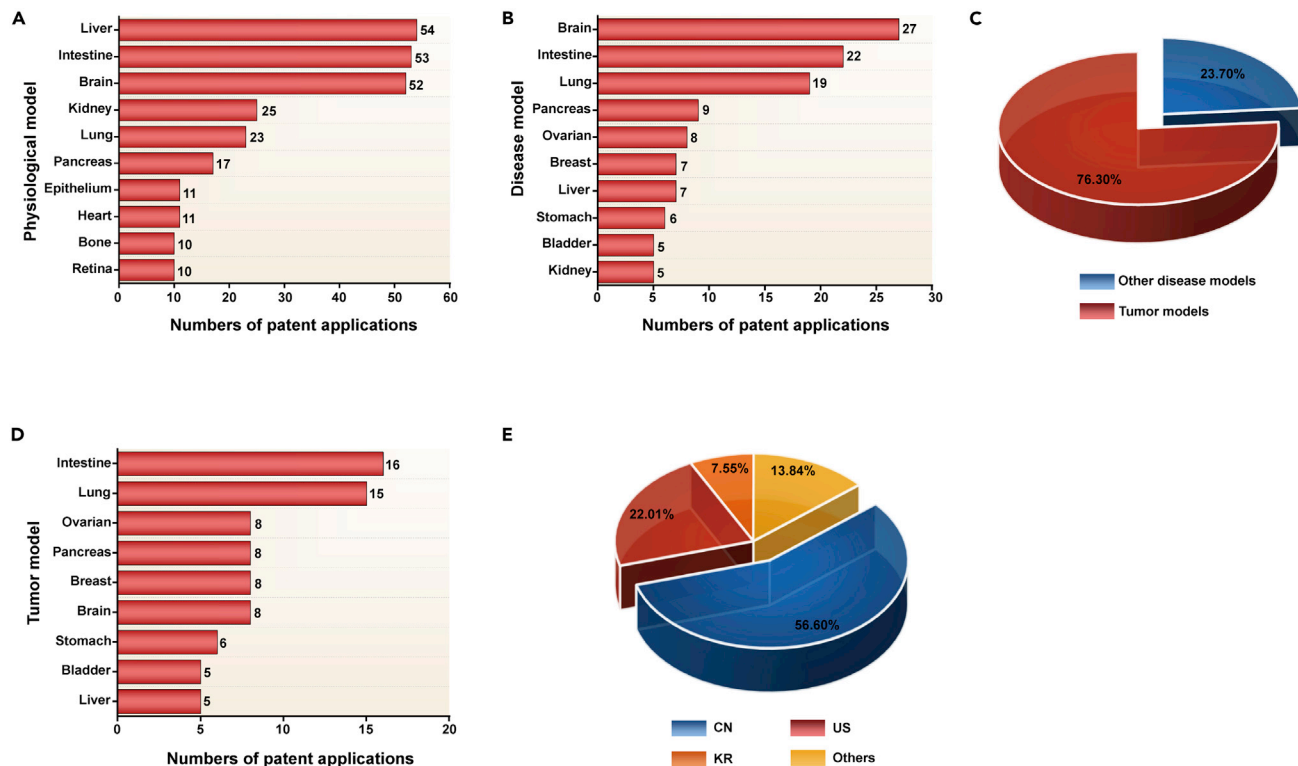 A
Physiological model
Liver
54
Intestine
53
Brain
52
Kidney
25
Lung
23
Pancreas
17
Epithelium
11
Heart
11
Bone
10
Retina
10
0
10
20
30
40
50
60
Numbers of patent applications
B
Disease model
Brain
27
Intestine
22
Lung
19
Pancreas
9
Ovarian
8
Breast
7
Liver
7
Stomach
6
Bladder
5
Kidney
5
0
5
10
15
20
25
30
Numbers of patent applications
C
23.70%
76.30%
Other disease models
Tumor models
D
Tumor model
Intestine
16
Lung
15
Ovarian
8
Pancreas
8
Breast
8
Brain
8
Stomach
6
Bladder
5
Liver
5
0
5
10
15
20
Numbers of patent applications
E
7.55%
13.84%
22.01%
56.60%
CN
US
KR
Others